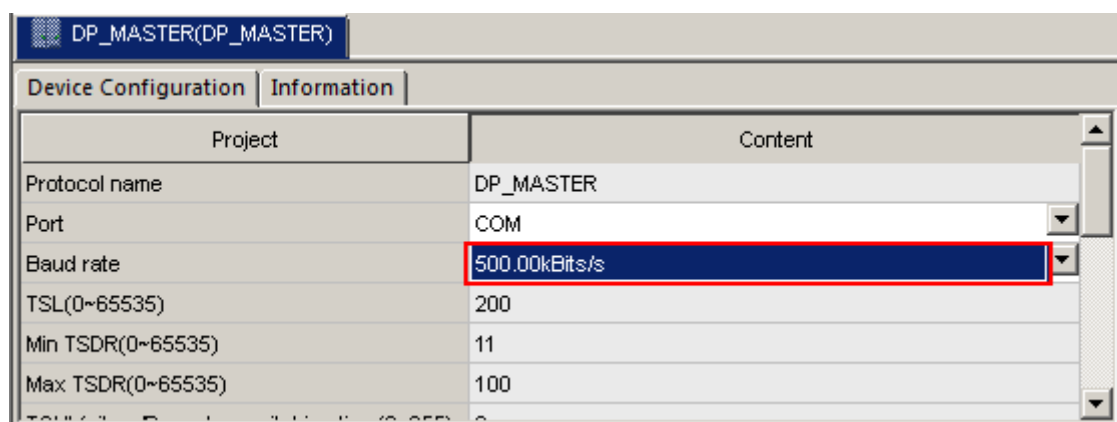 DP_MASTER(DP_MASTER)
Device Configuration Information
Project Content
Protocol name DP_MASTER
Port COM
Baud rate 500.00kBits/s
TSL(0~65535) 200
Min TSDR(0~65535) 11
Max TSDR(0~65535) 100